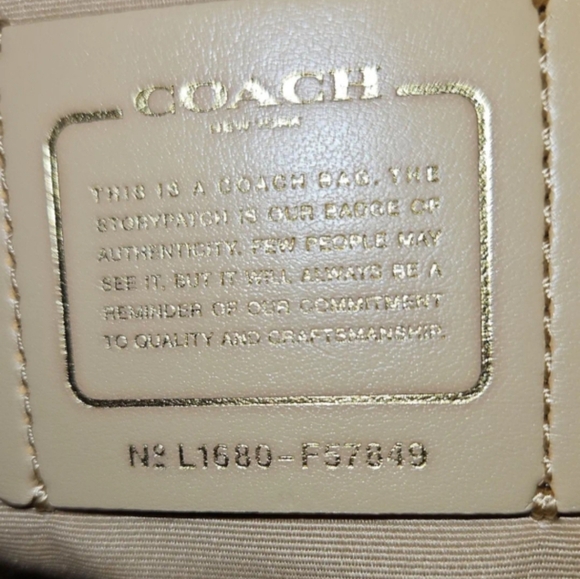 COACH
NEW YORK
THIS IS A COACH BAG. THE
STORYPATCH IS OUR BADGE OF
AUTHENTICITY. FEW PEOPLE MAY
SEE IT, BUT IT WILL ALWAYS BE A
REMINDER OF OUR COMMITMENT
TO QUALITY AND CRAFTSMANSHIP.
Nº L1680-F57849